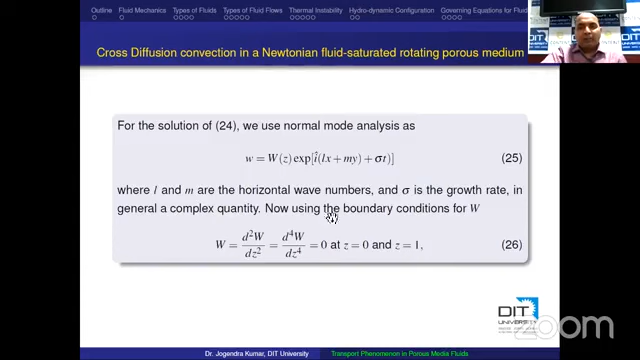 Outline Fluid Mechanics Types of Fluids Types of Fluid Flows Thermal Instability Hydro-dynamic Configuration Governing Equations for Fluid
Cross Diffusion convection in a Newtonian fluid-saturated rotating porous medium
For the solution of (24), we use normal mode analysis as
w = W(z) exp[î(lx + my) + σt)] (25)
where l and m are the horizontal wave numbers, and σ is the growth rate, in
general a complex quantity. Now using the boundary conditions for W
W = d²W/dz² = d⁴W/dz⁴ = 0 at z = 0 and z = 1, (26)
DIT
UNIVERSITY
zoom
Dr. Jogendra Kumar, DIT University Transport Phenomenon in Porous Media Fluids